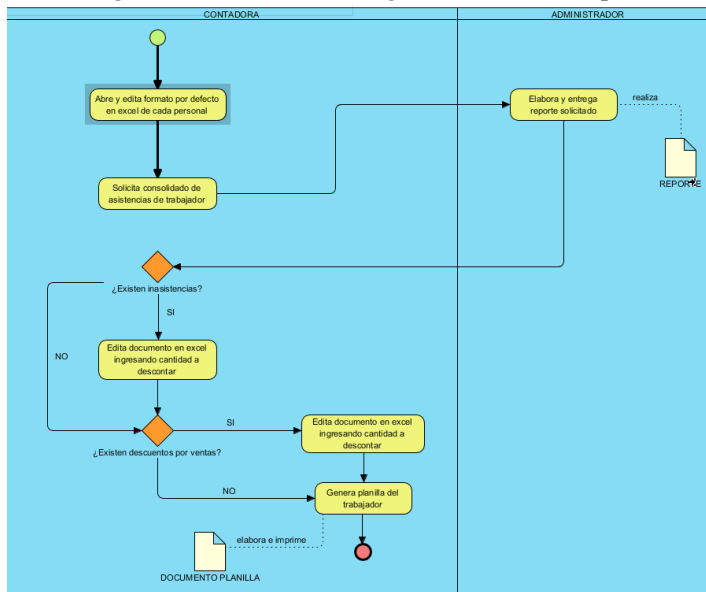 CONTADORA
ADMINISTRADOR
Abre y edita formato por defecto
en excel de cada personal
Elabora y entrega
reporte solicitado
realiza
REPORTE
Solicita consolidado de
asistencias de trabajador
¿Existen inasistencias?
SI
NO
Edita documento en excel
ingresando cantidad a
descontar
¿Existen descuentos por ventas?
SI
Edita documento en excel
ingresando cantidad a
descontar
NO
Genera planilla del
trabajador
elabora e imprime
DOCUMENTO PLANILLA